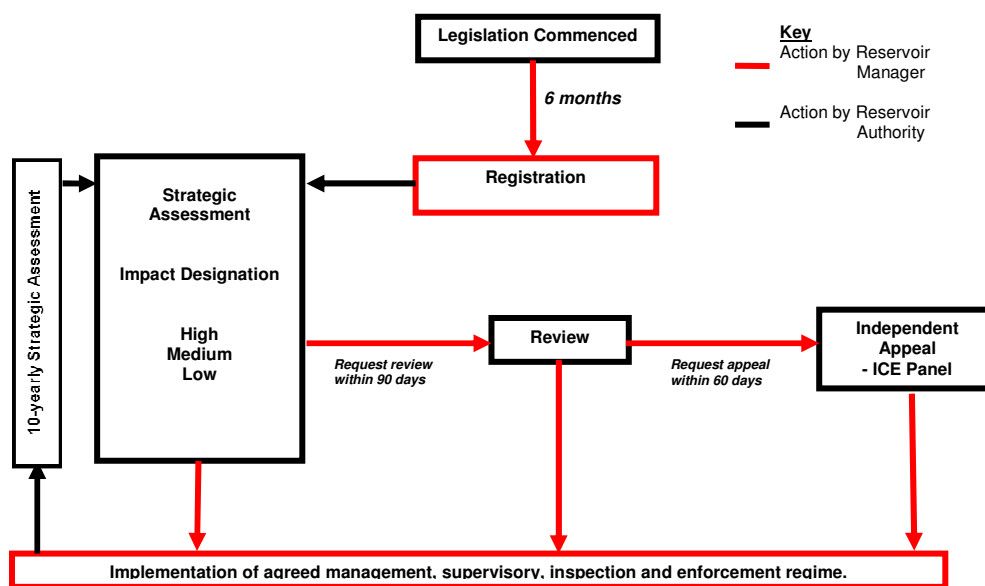 Legislation Commenced
Key
Action by Reservoir
Manager
Action by Reservoir
Authority
6 months
Registration
10-yearly Strategic Assessment
Strategic
Assessment
Impact Designation
High
Medium
Low
Request review
within 90 days
Review
Request appeal
within 60 days
Independent
Appeal
- ICE Panel
Implementation of agreed management, supervisory, inspection and enforcement regime.